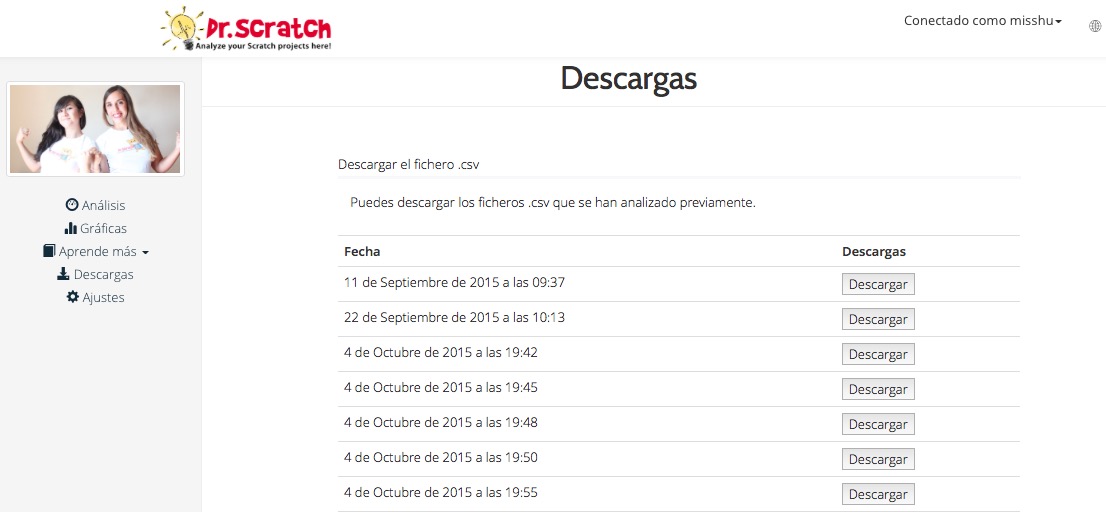 Dr.Scratch
Analyze your Scratch projects here!
Conectado como misshu
Descargas
Análisis
Gráficas
Aprende más
Descargas
Ajustes
Descargar el fichero .csv
Puedes descargar los ficheros .csv que se han analizado previamente.
Fecha Descargas
11 de Septiembre de 2015 a las 09:37 Descargar
22 de Septiembre de 2015 a las 10:13 Descargar
4 de Octubre de 2015 a las 19:42 Descargar
4 de Octubre de 2015 a las 19:45 Descargar
4 de Octubre de 2015 a las 19:48 Descargar
4 de Octubre de 2015 a las 19:50 Descargar
4 de Octubre de 2015 a las 19:55 Descargar